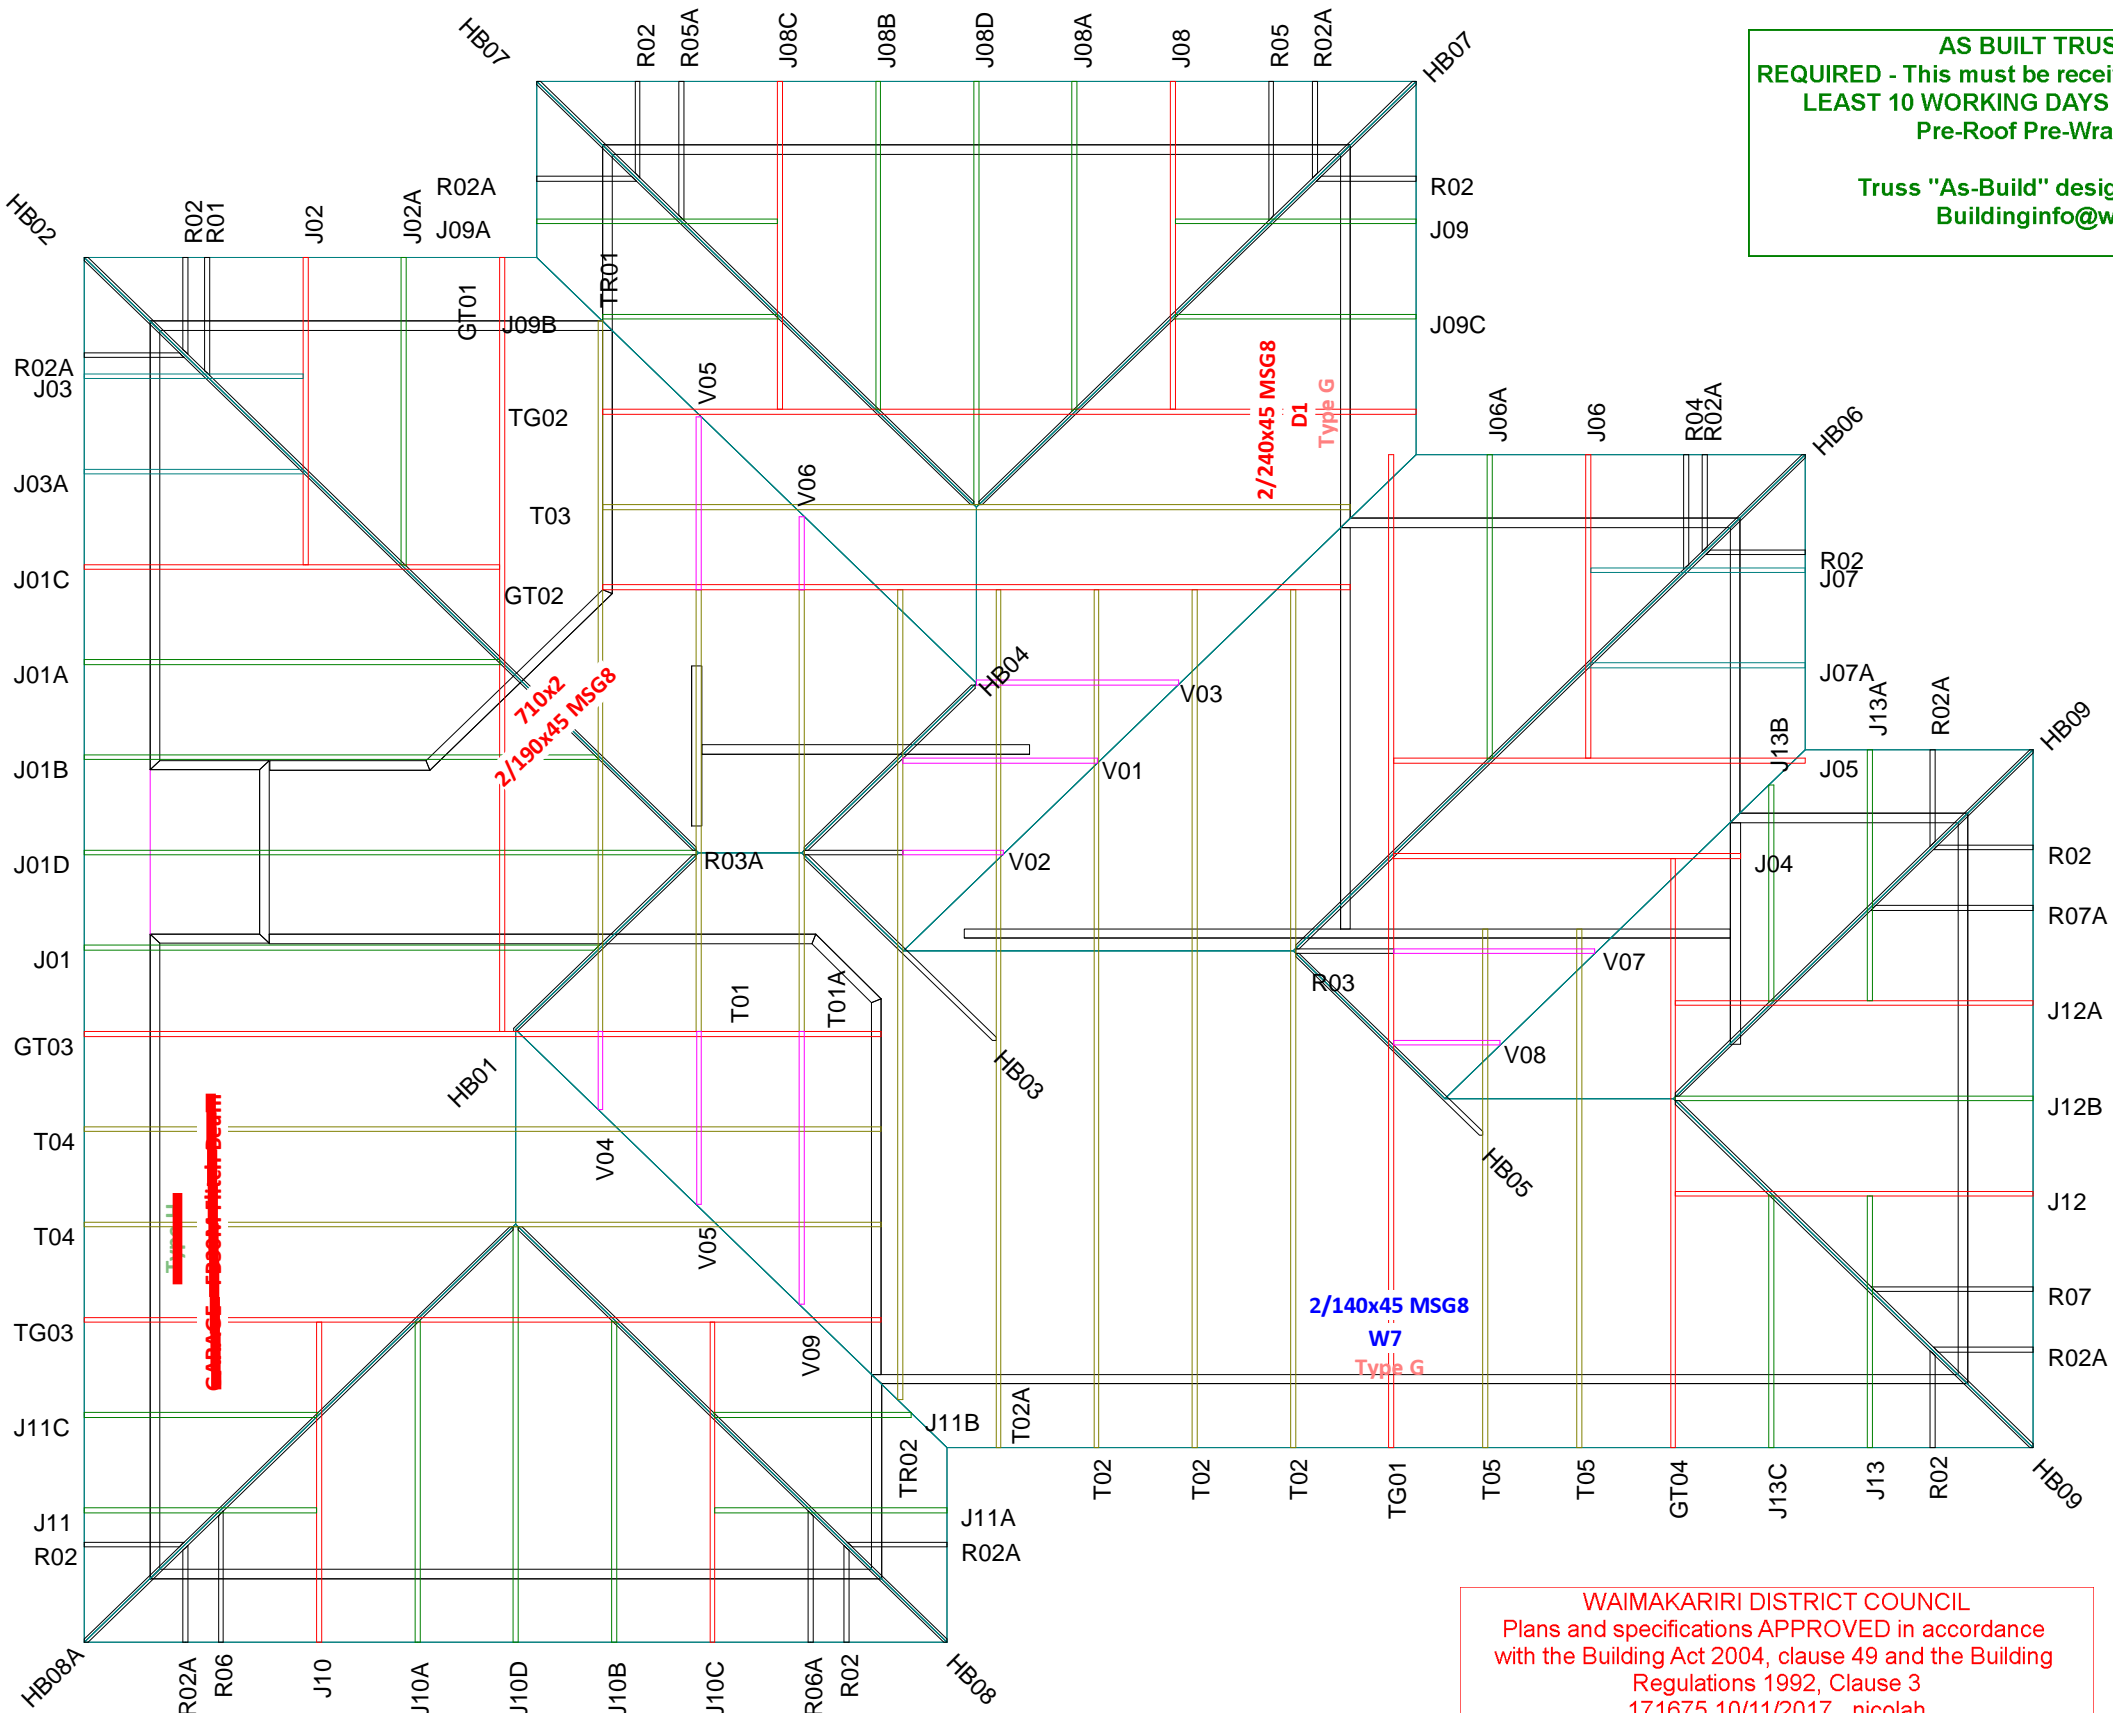 HB07
R02
R05A
J08C
J08B
J08D
J08A
J08
R05
R02A
HB07
AS BUILT TRUS
REQUIRED - This must be recei
LEAST 10 WORKING DAYS
Pre-Roof Pre-Wra
Truss "As-Build" desig
Buildinginfo@w
HB02
R02
R01
J02
J02A
R02A
J09A
GT01
TR01
J09B
R02
J09
J09C
R02A
J03
J03A
J01C
J01A
J01B
J01D
J01
GT03
T04
T04
TG03
J11C
J11
R02
TG02
T03
GT02
V05
V06
2/240x45 MSG8
D1
Type G
J06A
J06
R04
R02A
HB06
R02
J07
J07A
J13A
R02A
HB09
J13B
J05
710x2
2/190x45 MSG8
HB04
V03
V01
V02
R03A
J04
R02
R07A
J12A
J12B
J12
R07
R02A
T01
T01A
HB01
HB03
R03
V07
V08
HB05
V04
V05
V09
2/140x45 MSG8
W7
Type G
J11B
T02A
TR02
J11A
R02A
T02
T02
T02
TG01
T05
T05
GT04
J13C
J13
R02
HB09
HB08A
R02A
R06
J10
J10A
J10D
J10B
J10C
R06A
R02
HB08
WAIMAKARIRI DISTRICT COUNCIL
Plans and specifications APPROVED in accordance
with the Building Act 2004, clause 49 and the Building
Regulations 1992, Clause 3
171675 10/11/2017 nicolah